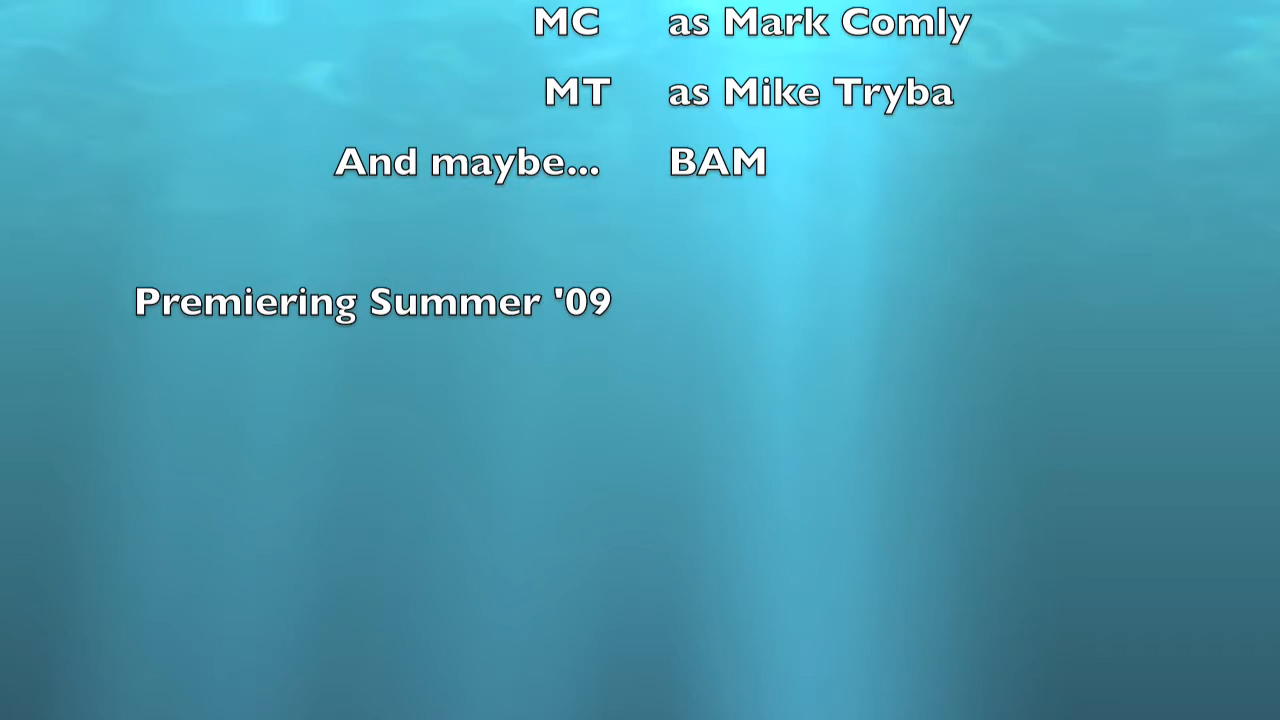 MC as Mark Comly
MT as Mike Tryba
And maybe... BAM
Premiering Summer '09